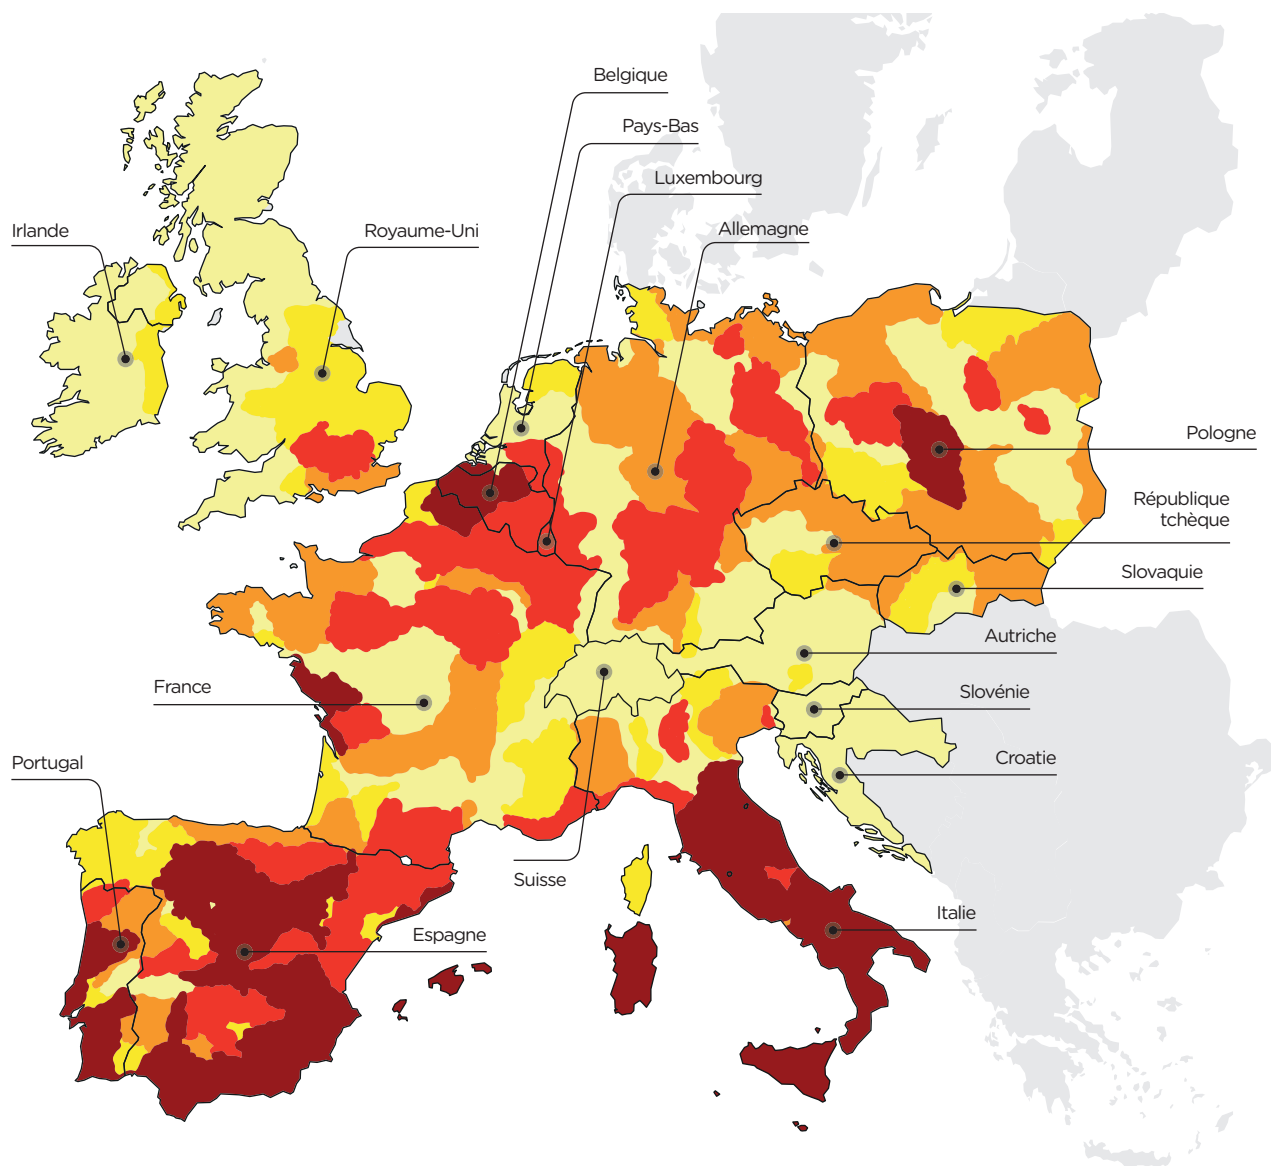 Belgique
Pays-Bas
Luxembourg
Irlande
Royaume-Uni
Allemagne
Pologne
République
tchèque
Slovaquie
Autriche
France
Slovénie
Portugal
Croatie
Suisse
Espagne
Italie